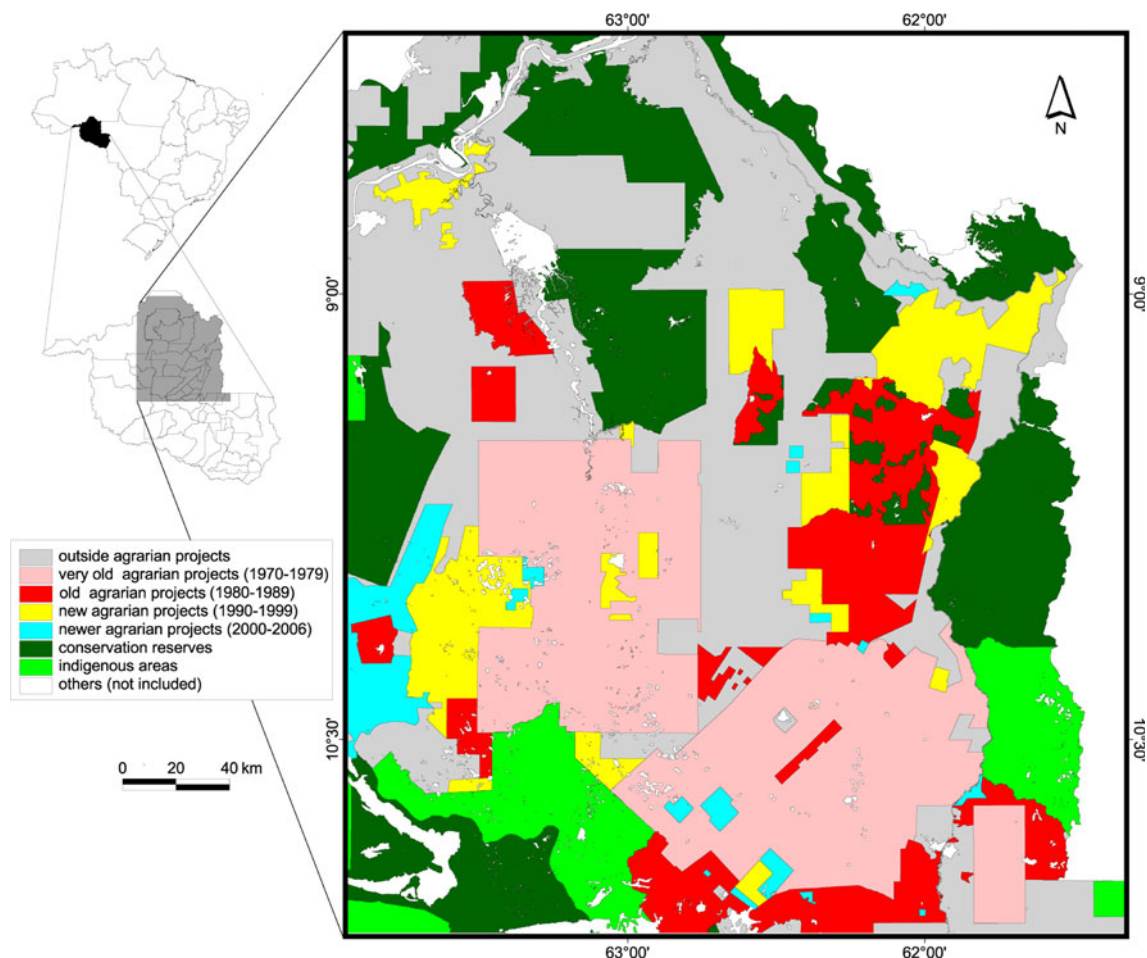 63°00' 62°00'
N
9°00' 9°00'
outside agrarian projects
very old agrarian projects (1970-1979)
old agrarian projects (1980-1989)
new agrarian projects (1990-1999)
newer agrarian projects (2000-2006)
conservation reserves
indigenous areas
others (not included)
10°30' 10°30'
0 20 40 km
63°00' 62°00'